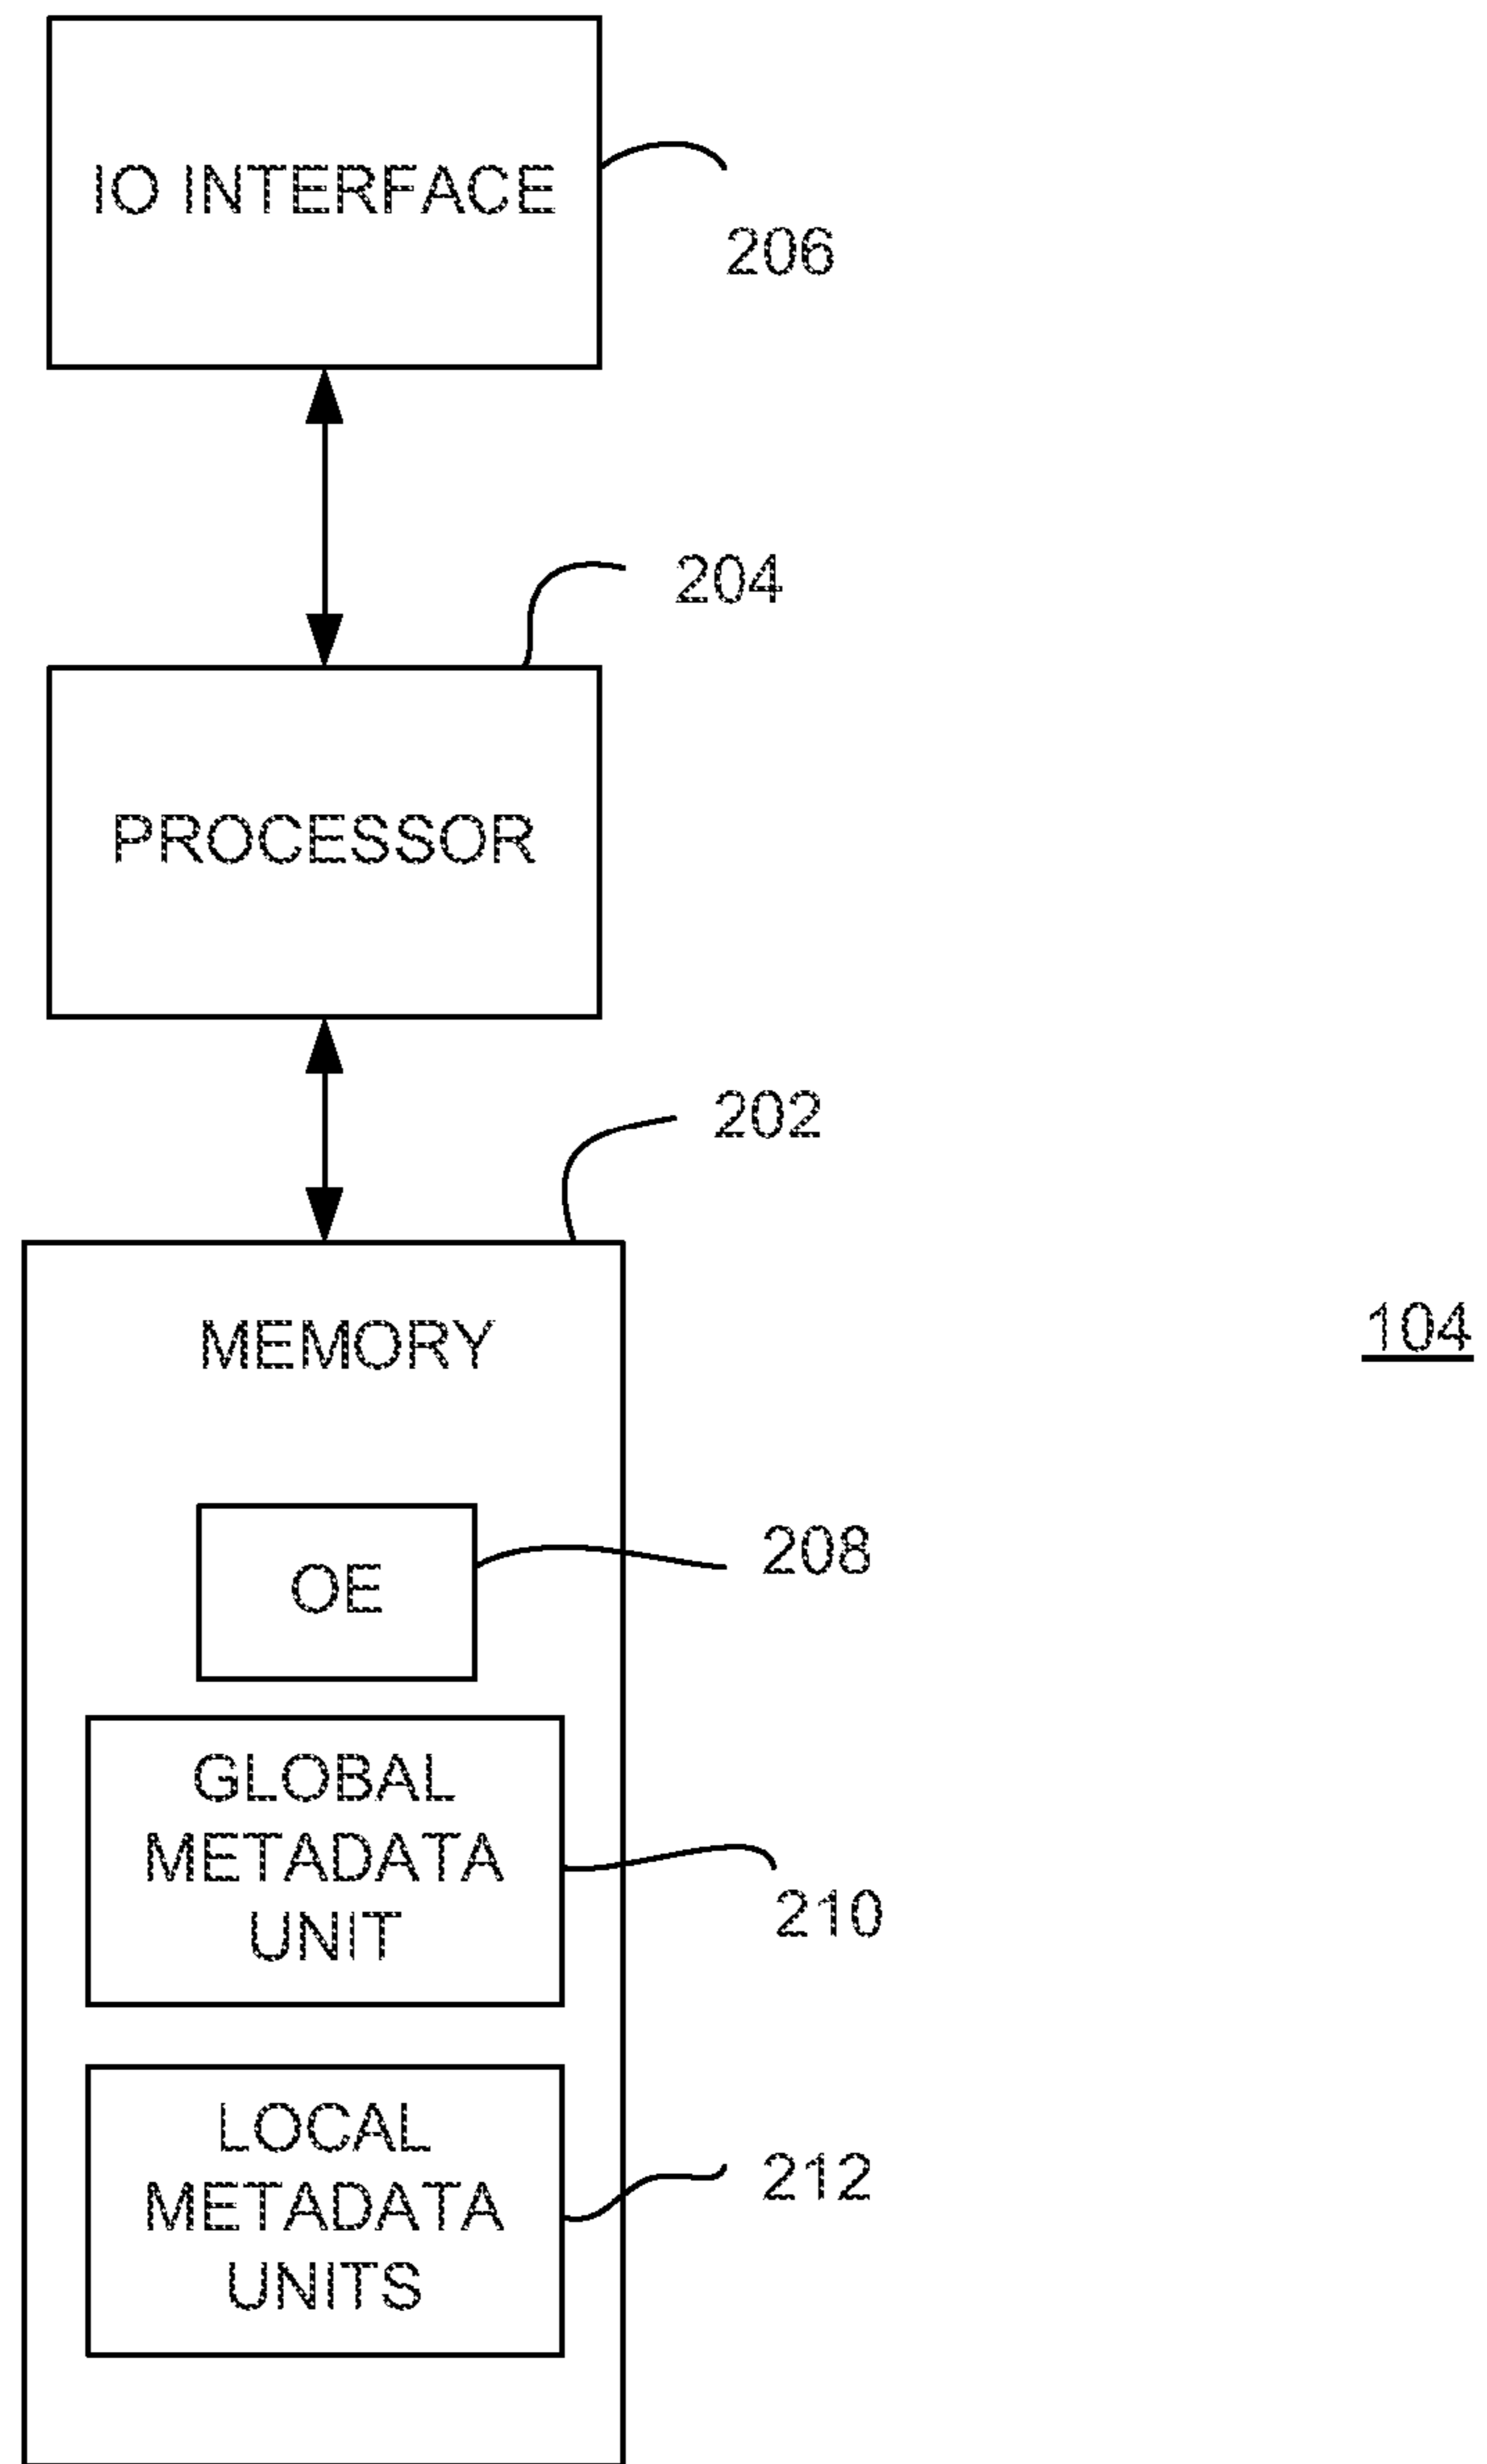 IO INTERFACE
206
204
PROCESSOR
202
MEMORY
104
OE
208
GLOBAL
METADATA
UNIT
210
LOCAL
METADATA
UNITS
212